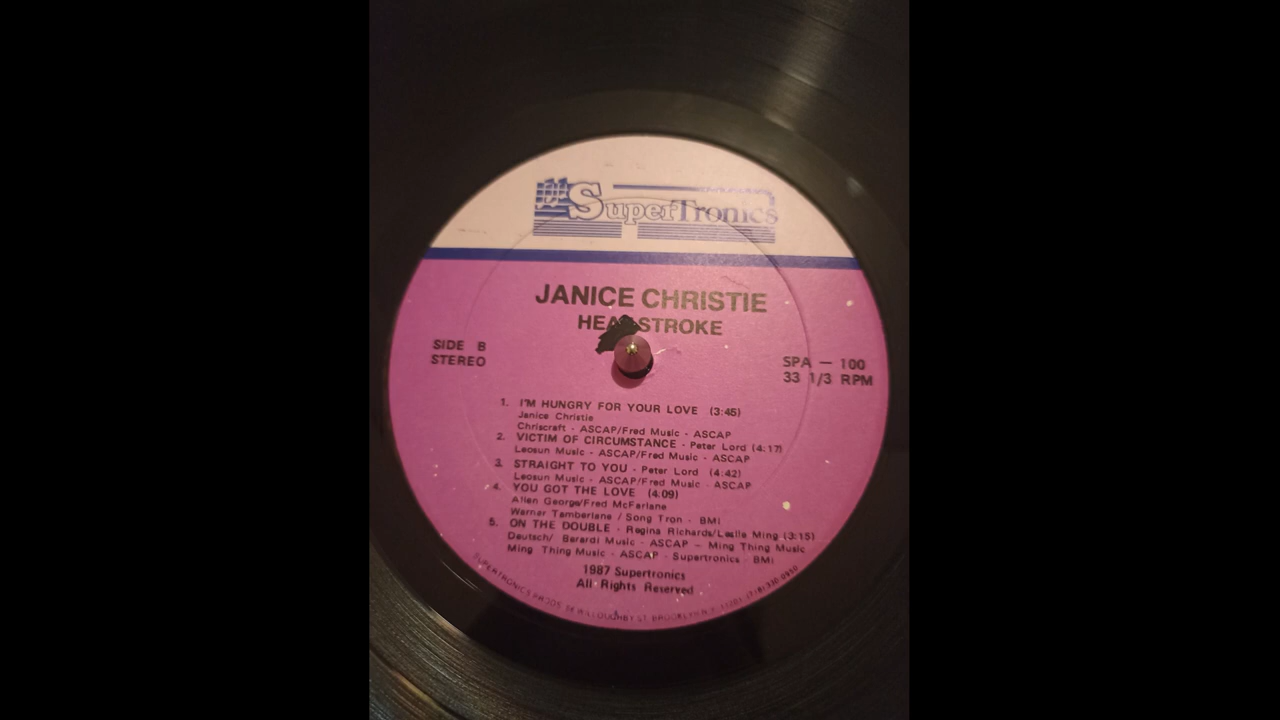 SuperTronics
JANICE CHRISTIE
STROKE
SIDE B
STEREO
SPA — 100
33 1/3 RPM
1. I'M HUNGRY FOR YOUR LOVE (3:45)
Janice Christie
Chriscraft - ASCAP/Fred Music - ASCAP
2. VICTIM OF CIRCUMSTANCE - Peter Lord (4:17)
Leosun Music - ASCAP/Fred Music - ASCAP
3. STRAIGHT TO YOU - Peter Lord (4:42)
Leosun Music - ASCAP/Fred Music - ASCAP
4. YOU GOT THE LOVE (4:09)
Allen George/Fred McFarlane
Warner Tamberlane / Song Tron - BMI
5. ON THE DOUBLE - Regina Richards/Leslie Ming (3:15)
Deutsch/ Berardi Music - ASCAP — Ming Thing Music
Ming Thing Music - ASCAP - Supertronics - BMI
1987 Supertronics
All Rights Reserved
SUPERTRONICS WILLOUGHBY ST. BROOKLYN